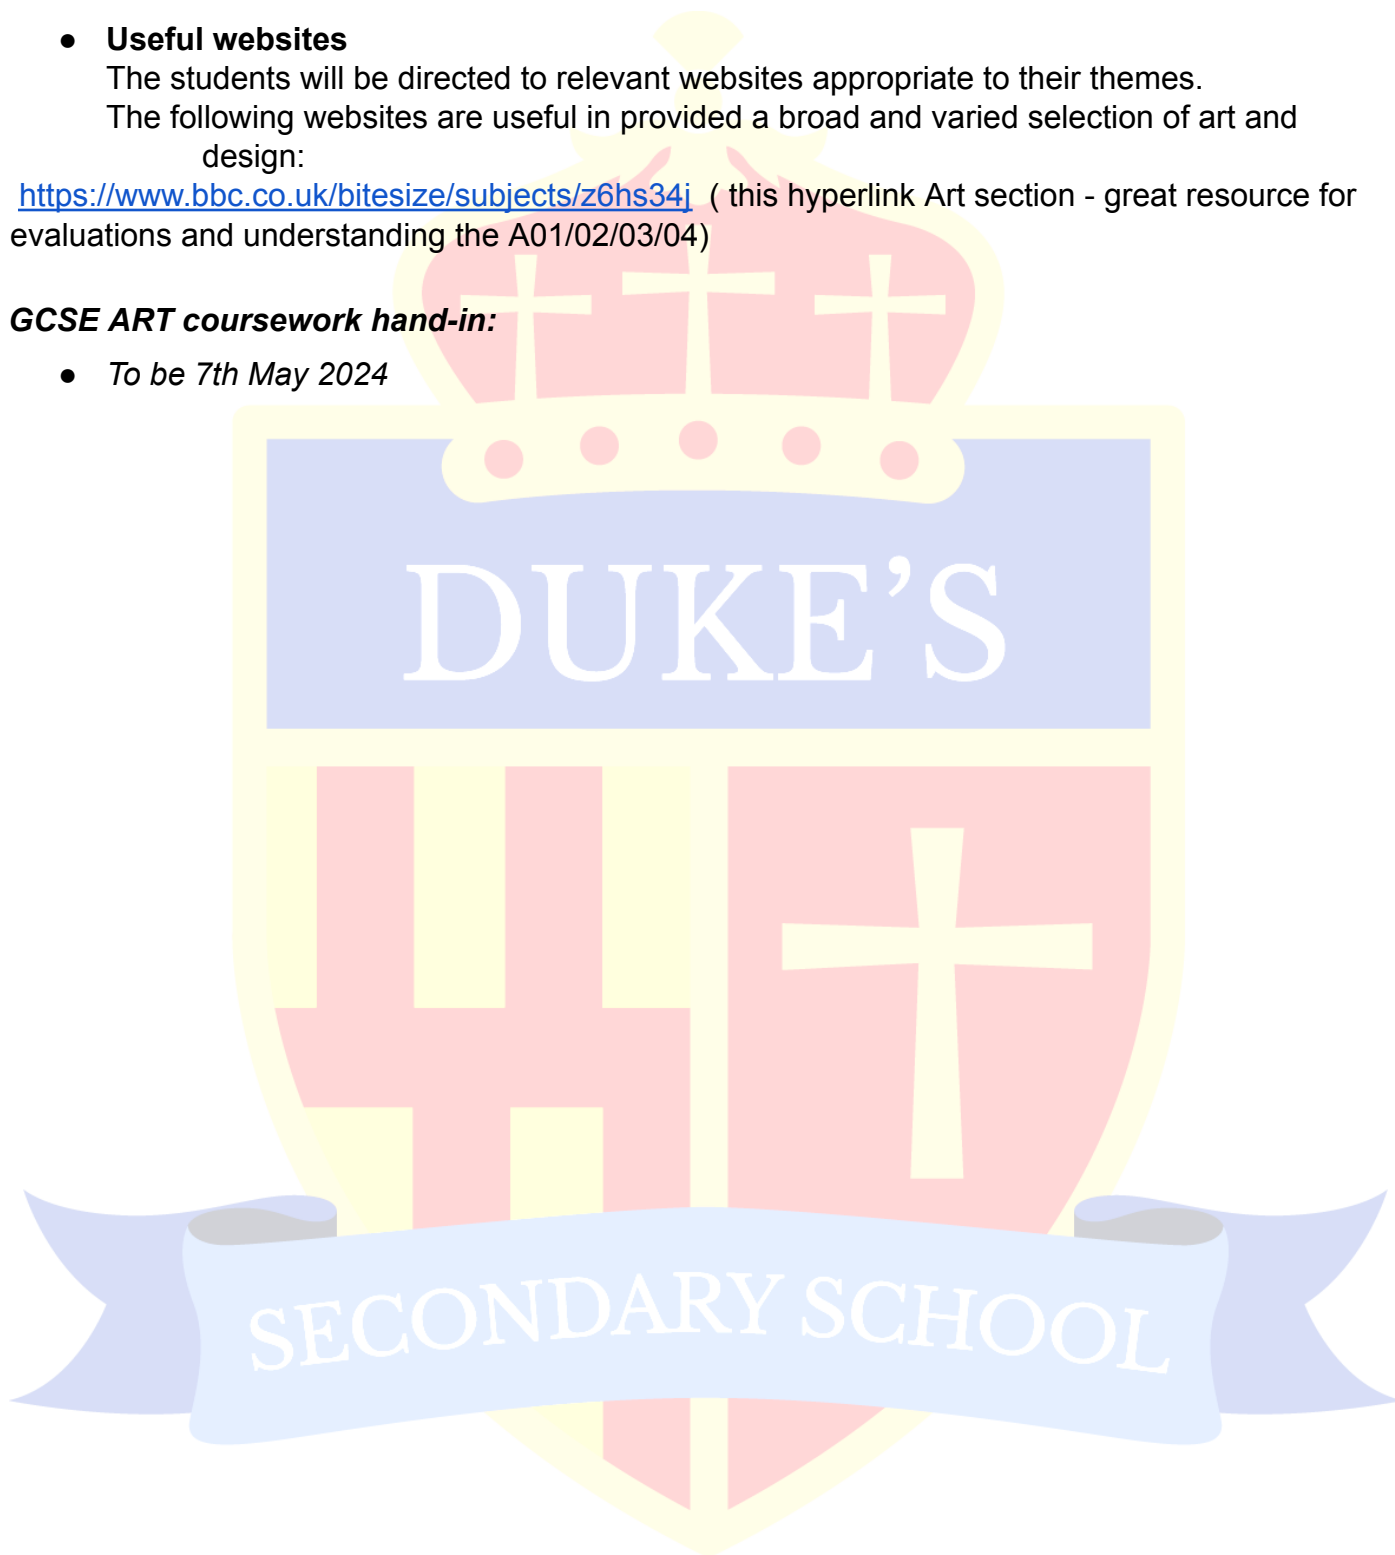 ● Useful websites
The students will be directed to relevant websites appropriate to their themes.
The following websites are useful in provided a broad and varied selection of art and
design:
https://www.bbc.co.uk/bitesize/subjects/z6hs34j ( this hyperlink Art section - great resource for
evaluations and understanding the A01/02/03/04)
GCSE ART coursework hand-in:
● To be 7th May 2024
DUKE’S
SECONDARY SCHOOL